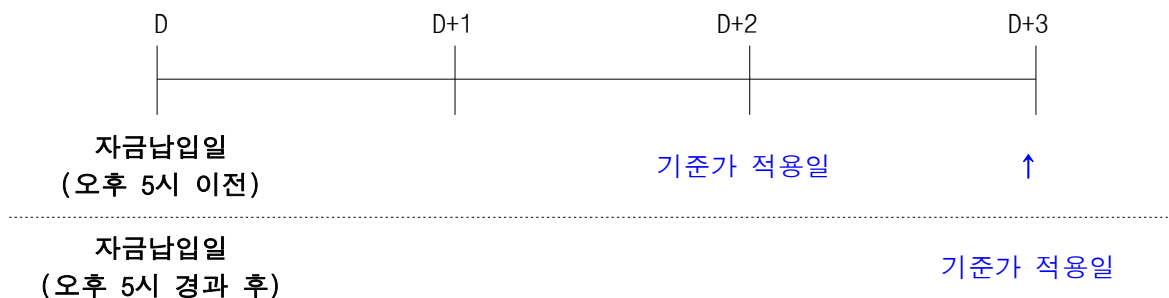 D D+1 D+2 D+3
자금납입일
(오후 5시 이전)
기준가 적용일 ↑
자금납입일
(오후 5시 경과 후)
기준가 적용일